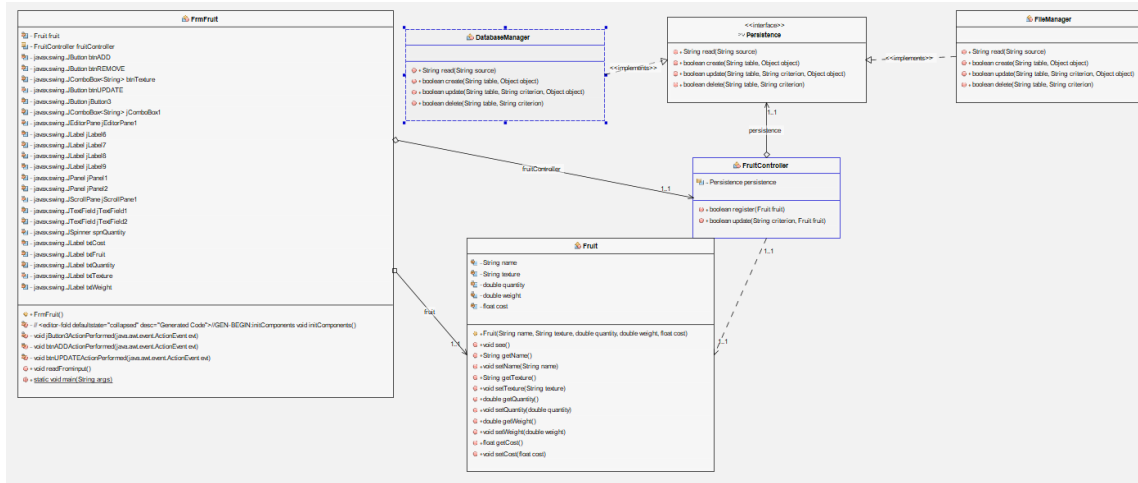 FrmFruit
- Fruit fruit
- FruitController fruitController
- javax.swing.JButton btnADD
- javax.swing.JButton btnREMOVE
- javax.swing.JComboBox<String> btnTexture
- javax.swing.JButton btnUPDATE
- javax.swing.JButton jButton3
- javax.swing.JComboBox<String> jComboBox1
- javax.swing.JEditorPane jEditorPane1
- javax.swing.JLabel jLabel6
- javax.swing.JLabel jLabel7
- javax.swing.JLabel jLabel8
- javax.swing.JLabel jLabel9
- javax.swing.JPanel jPanel1
- javax.swing.JPanel jPanel2
- javax.swing.JScrollPane jScrollPane1
- javax.swing.JTextField jTextField1
- javax.swing.JTextField jTextField2
- javax.swing.JSpinner spnQuantity
- javax.swing.JLabel txtCost
- javax.swing.JLabel txtFruit
- javax.swing.JLabel txtQuantity
- javax.swing.JLabel txtTexture
- javax.swing.JLabel txtWeight
+ FrmFruit()
- // <editor-fold defaultstate="collapsed" desc="Generated Code">//GEN-BEGIN:initComponents void initComponents()
- void jButton3ActionPerformed(java.awt.event.ActionEvent evt)
- void btnADDActionPerformed(java.awt.event.ActionEvent evt)
- void btnUPDATEActionPerformed(java.awt.event.ActionEvent evt)
+ void readFromInput()
+ static void main(String args)
DatabaseManager
+ String read(String source)
+ boolean create(String table, Object object)
+ boolean update(String table, String criterion, Object object)
+ boolean delete(String table, String criterion)
<<implements>>
<<interface>>
Persistence
+ String read(String source)
+ boolean create(String table, Object object)
+ boolean update(String table, String criterion, Object object)
+ boolean delete(String table, String criterion)
<<implements>>
FileManager
+ String read(String source)
+ boolean create(String table, Object object)
+ boolean update(String table, String criterion, Object object)
+ boolean delete(String table, String criterion)
1..1
persistence
FruitController
- Persistence persistence
+ boolean register(Fruit fruit)
+ boolean update(String criterion, Fruit fruit)
fruitController
1..1
1..1
Fruit
- String name
- String texture
- double quantity
- double weight
- float cost
+ Fruit(String name, String texture, double quantity, double weight, float cost)
+ void see()
+ String getName()
+ void setName(String name)
+ String getTexture()
+ void setTexture(String texture)
+ double getQuantity()
+ void setQuantity(double quantity)
+ double getWeight()
+ void setWeight(double weight)
+ float getCost()
+ void setCost(float cost)
fruit
1..1
1..1